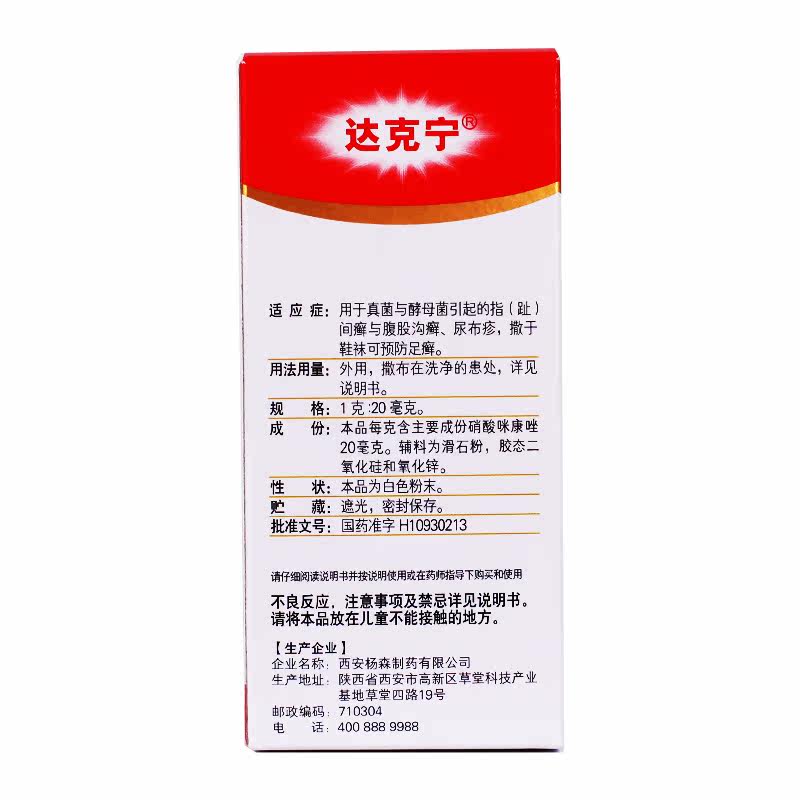 达克宁®
适应症：用于真菌与酵母菌引起的指（趾）
间癣与腹股沟癣、尿布疹，撒于
鞋袜可预防足癣。
用法用量：外用，撒布在洗净的患处，详见
说明书。
规格：1克:20毫克。
成份：本品每克含主要成份硝酸咪康唑
20毫克。辅料为滑石粉，胶态二
氧化硅和氧化锌。
性状：本品为白色粉末。
贮藏：遮光，密封保存。
批准文号：国药准字H10930213
请仔细阅读说明书并按说明使用或在药师指导下购买和使用
不良反应，注意事项及禁忌详见说明书。
请将本品放在儿童不能接触的地方。
【生产企业】
企业名称：西安杨森制药有限公司
生产地址：陕西省西安市高新区草堂科技产业
基地草堂四路19号
邮政编码：710304
电话：400 888 9988